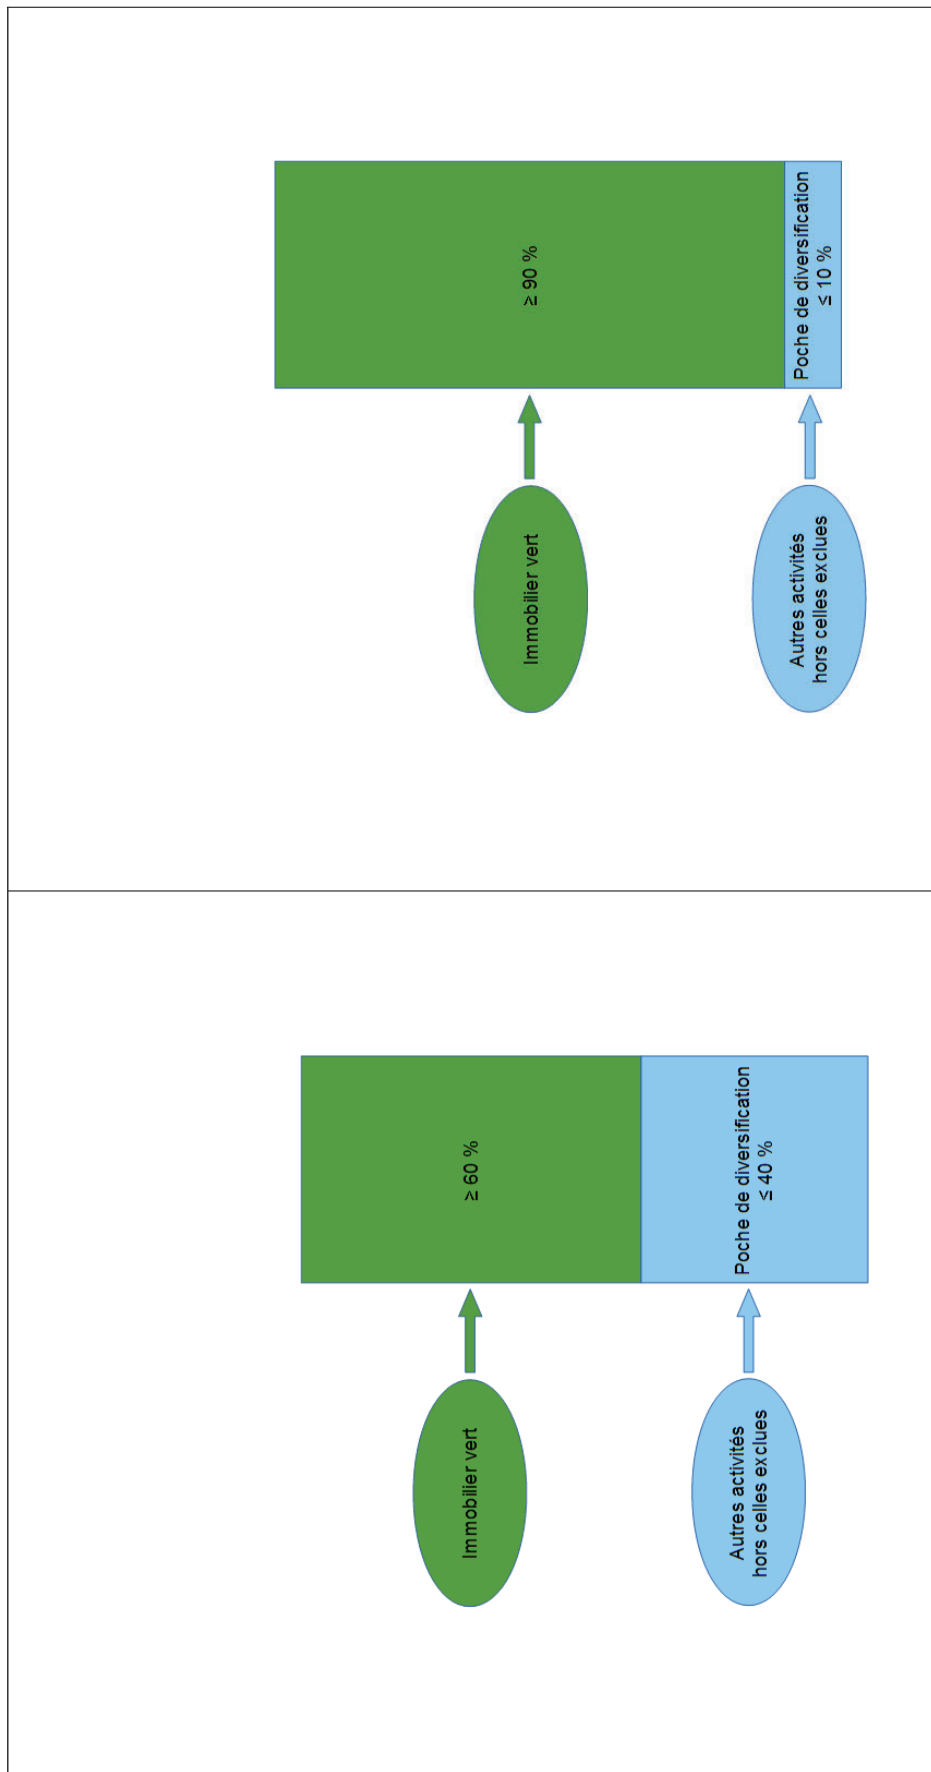 Immobilier vert
≥ 60 %
Autres activités
hors celles exclues
Poche de diversification
≤ 40 %
Immobilier vert
≥ 90 %
Autres activités
hors celles exclues
Poche de diversification
≤ 10 %